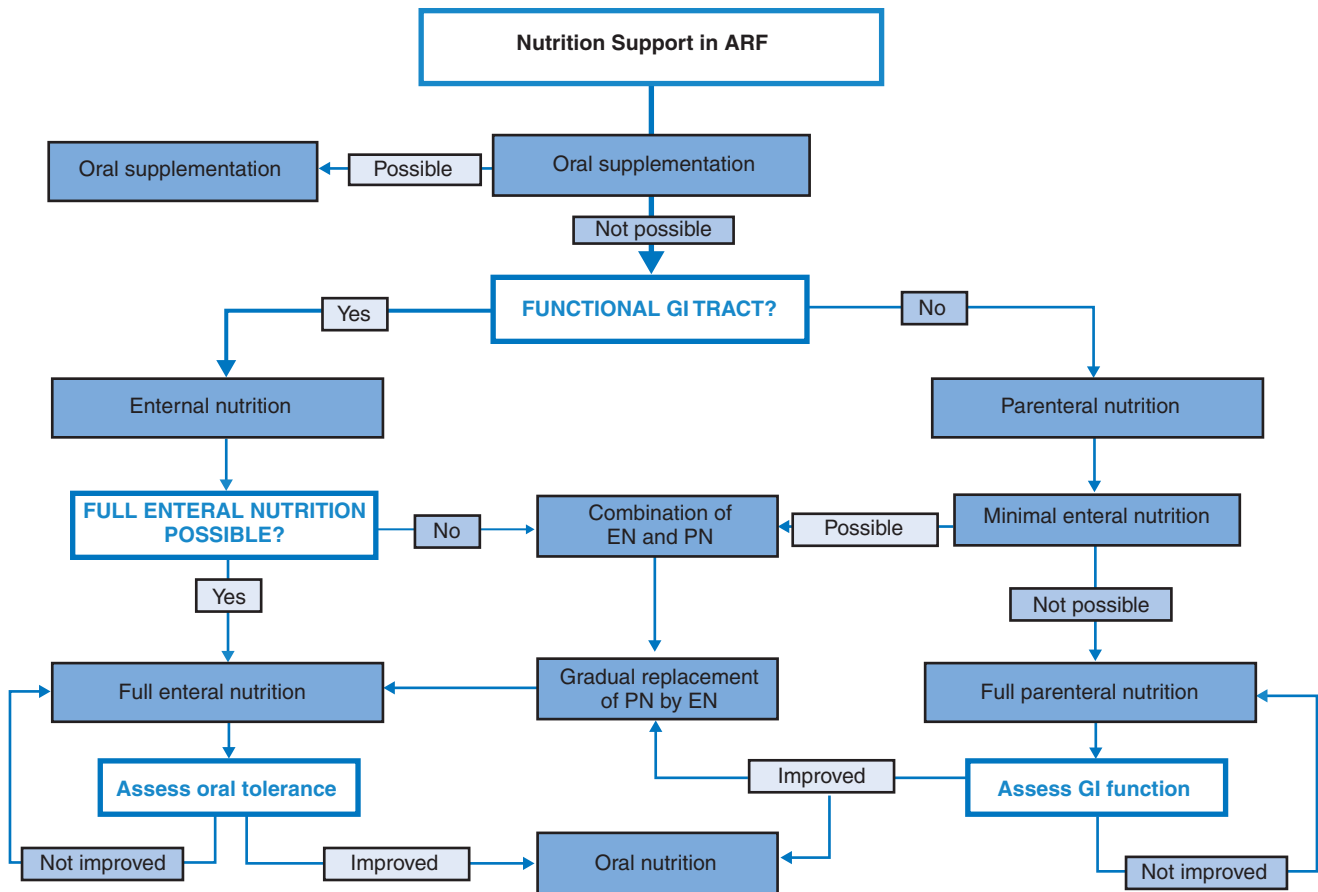 Nutrition Support in ARF
Oral supplementation
Possible
Oral supplementation
Not possible
FUNCTIONAL GI TRACT?
Yes
No
Enternal nutrition
Parenteral nutrition
FULL ENTERAL NUTRITION
POSSIBLE?
No
Combination of
EN and PN
Possible
Minimal enteral nutrition
Yes
Not possible
Full enteral nutrition
Gradual replacement
of PN by EN
Full parenteral nutrition
Assess oral tolerance
Improved
Assess GI function
Not improved
Improved
Oral nutrition
Not improved